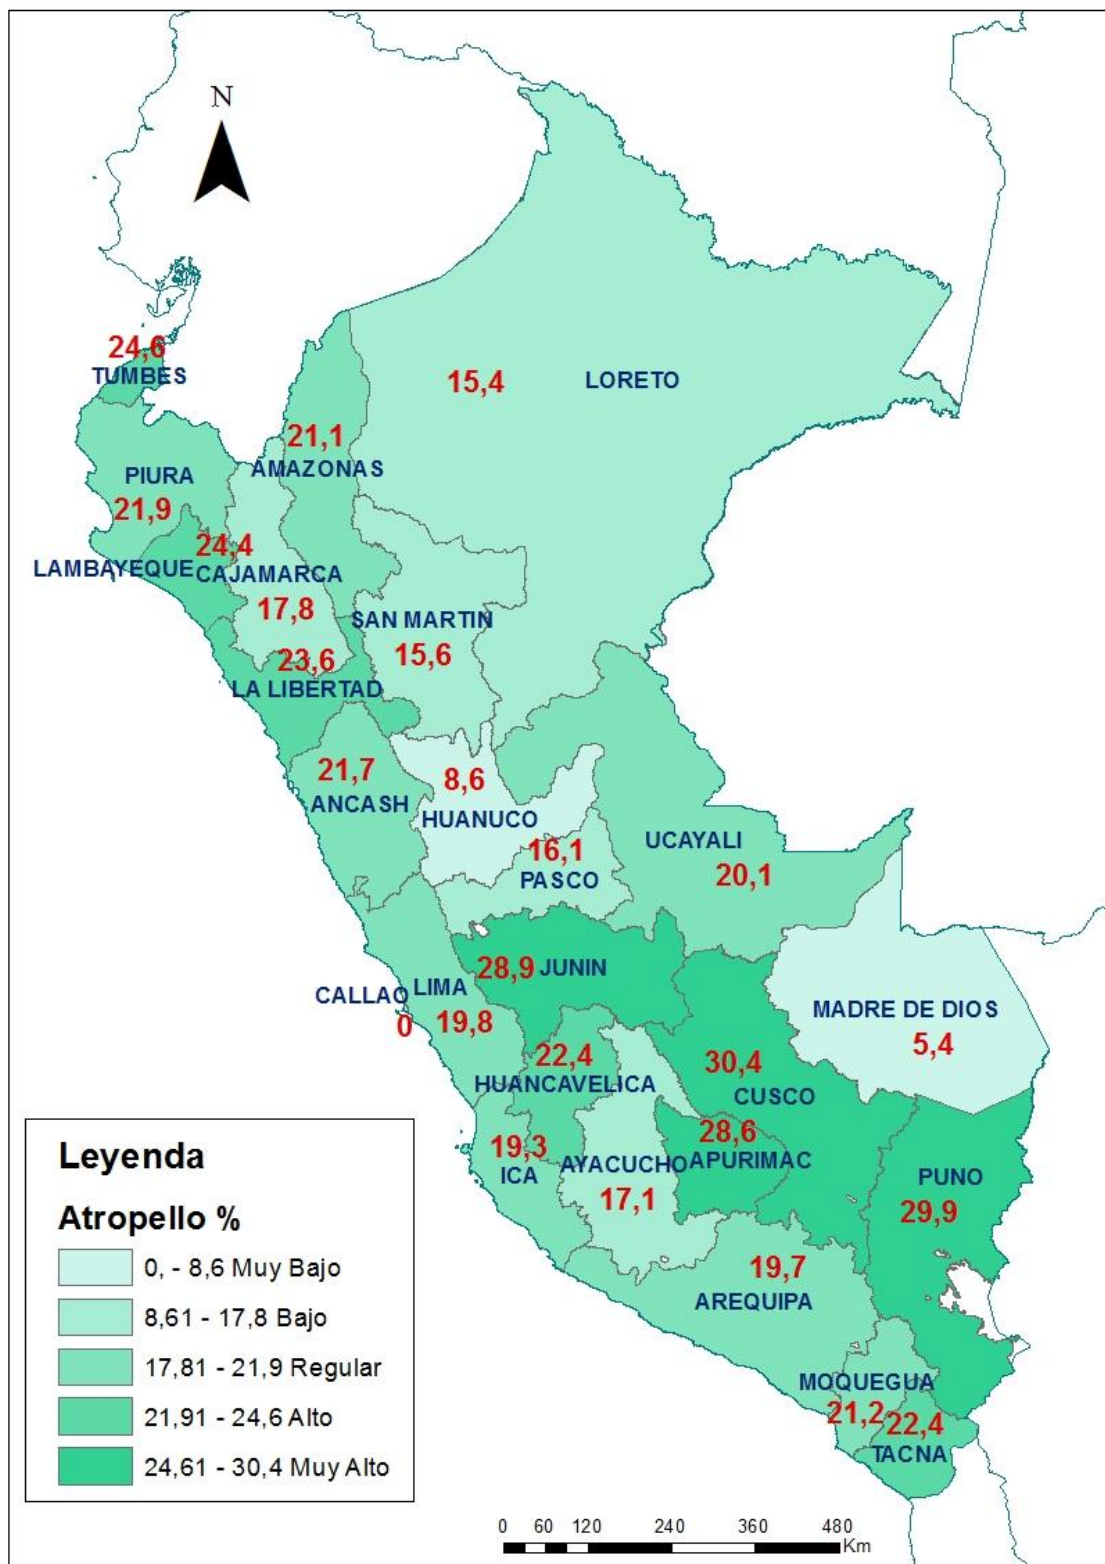 N
24,6
TUMBES
15,4
LORETO
21,1
AMAZONAS
PIURA
21,9
24,4
LAMBAYEQUE
CAJAMARCA
17,8
SAN MARTIN
15,6
23,6
LA LIBERTAD
21,7
ANCASH
8,6
HUANUCO
16,1
PASCO
UCAYALI
20,1
28,9
JUNIN
CALLAO
0
LIMA
19,8
MADRE DE DIOS
5,4
22,4
HUANCAVELICA
30,4
CUSCO
19,3
ICA
AYACUCHO
17,1
28,6
APURIMAC
PUNO
29,9
19,7
AREQUIPA
MOQUEGUA
21,2
22,4
TACNA
Leyenda
Atropello %
0, - 8,6 Muy Bajo
8,61 - 17,8 Bajo
17,81 - 21,9 Regular
21,91 - 24,6 Alto
24,61 - 30,4 Muy Alto
0 60 120 240 360 480
Km